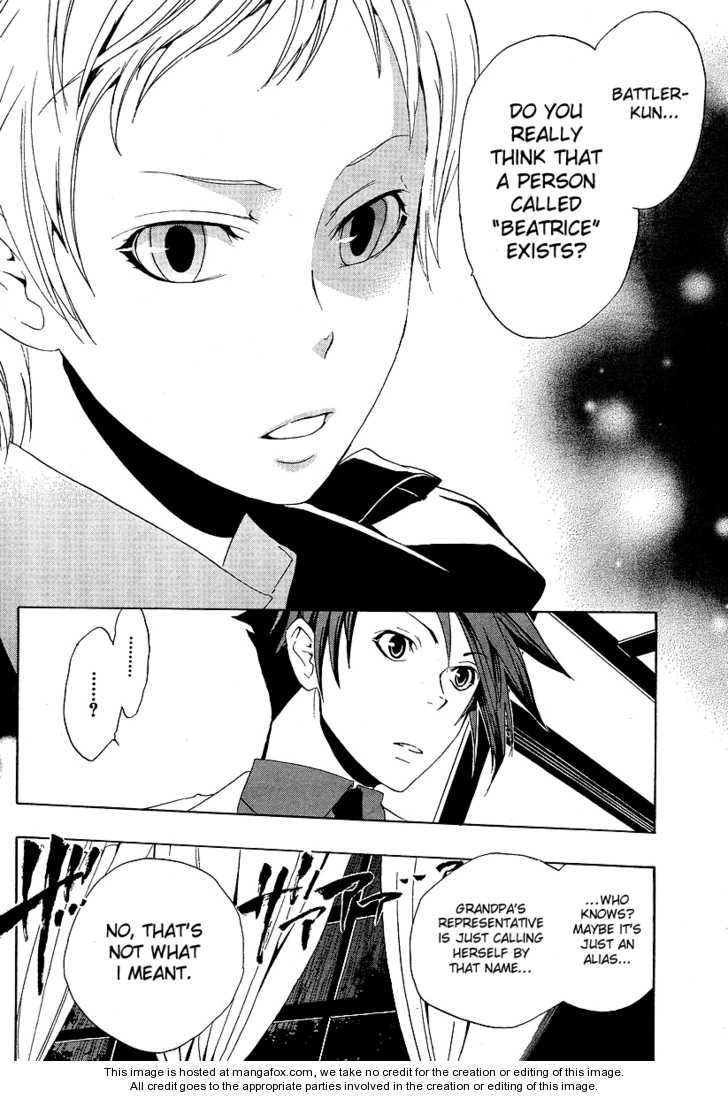 BATTLER-
KUN...
DO YOU
REALLY
THINK THAT
A PERSON
CALLED
"BEATRICE"
EXISTS?
......
......?
...WHO
KNOWS?
MAYBE IT'S
JUST AN
ALIAS...
GRANDPA'S
REPRESENTATIVE
IS JUST CALLING
HERSELF BY
THAT NAME...
NO, THAT'S
NOT WHAT
I MEANT.
This image is hosted at mangafox.com, we take no credit for the creation or editing of this image.
All credit goes to the appropriate parties involved in the creation or editing of this image.